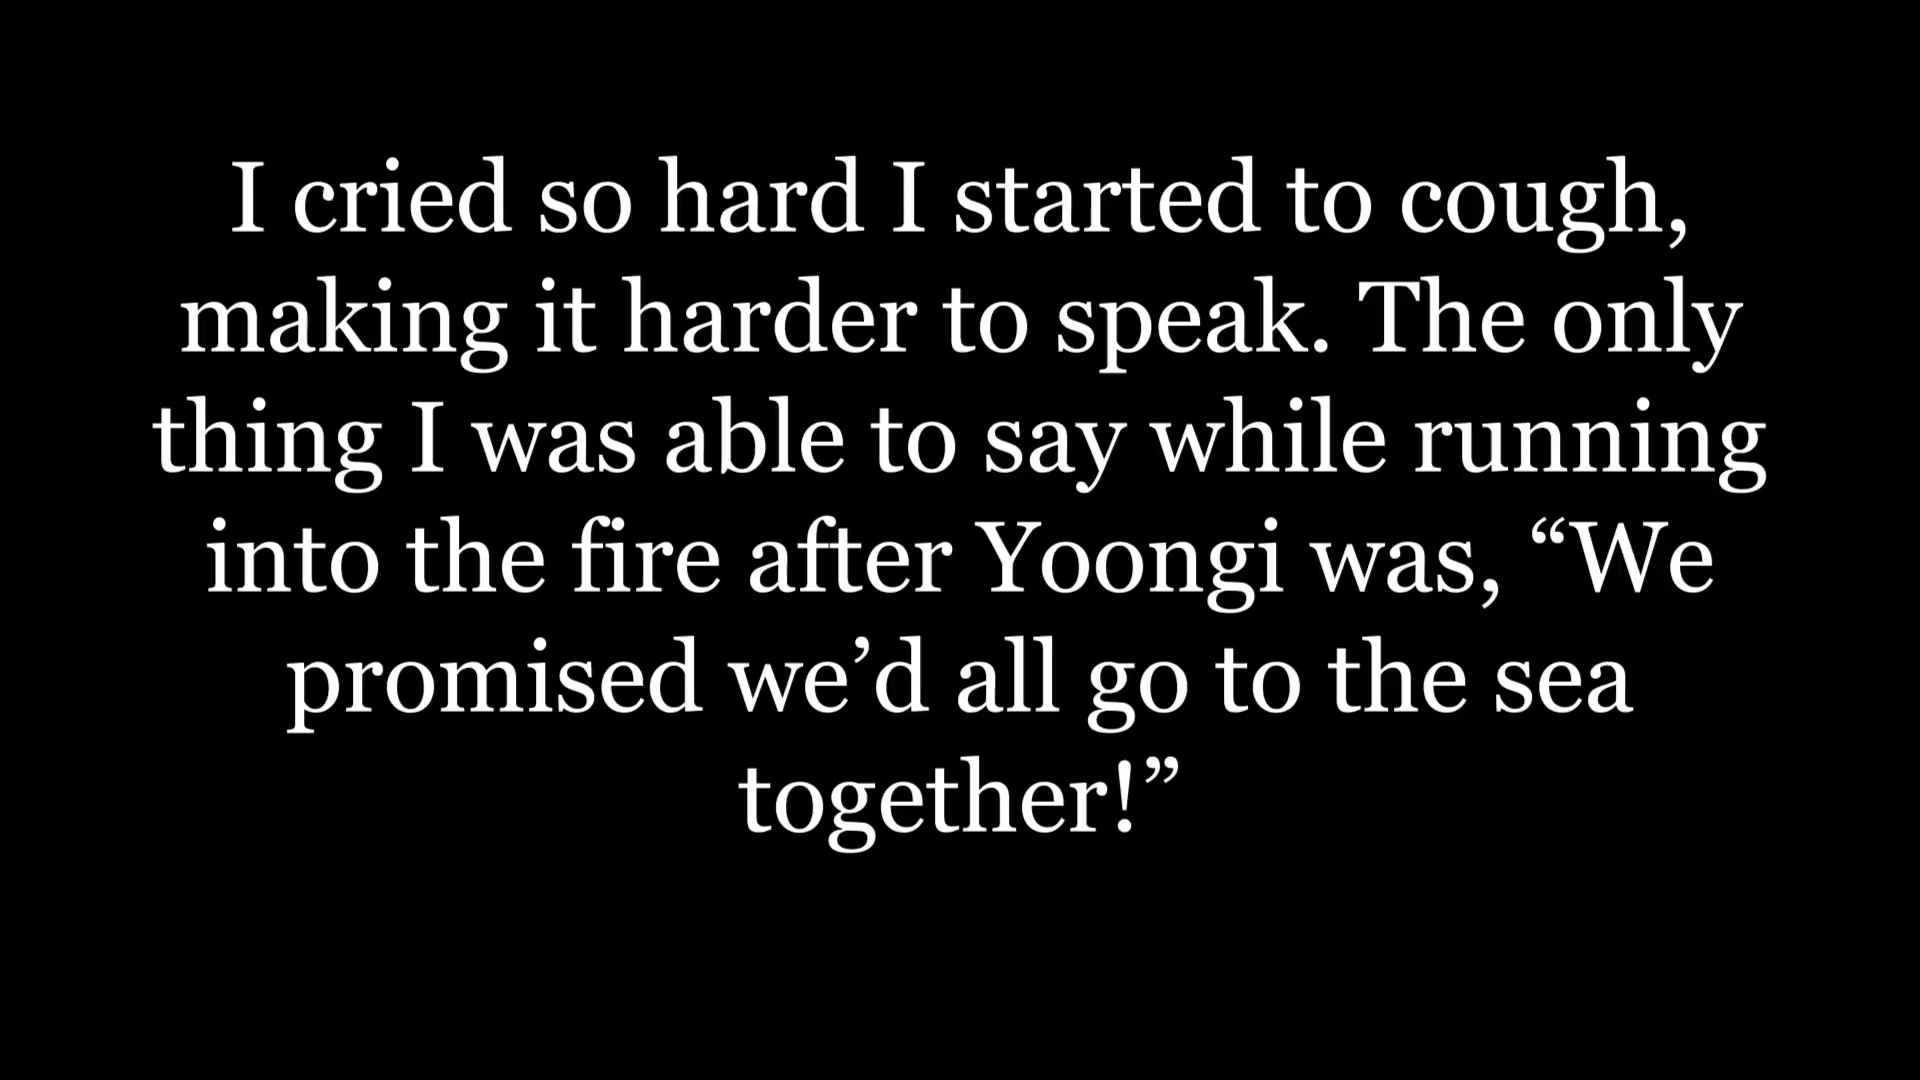 I cried so hard I started to cough,
making it harder to speak. The only
thing I was able to say while running
into the fire after Yoongi was, “We
promised we’d all go to the sea
together!”